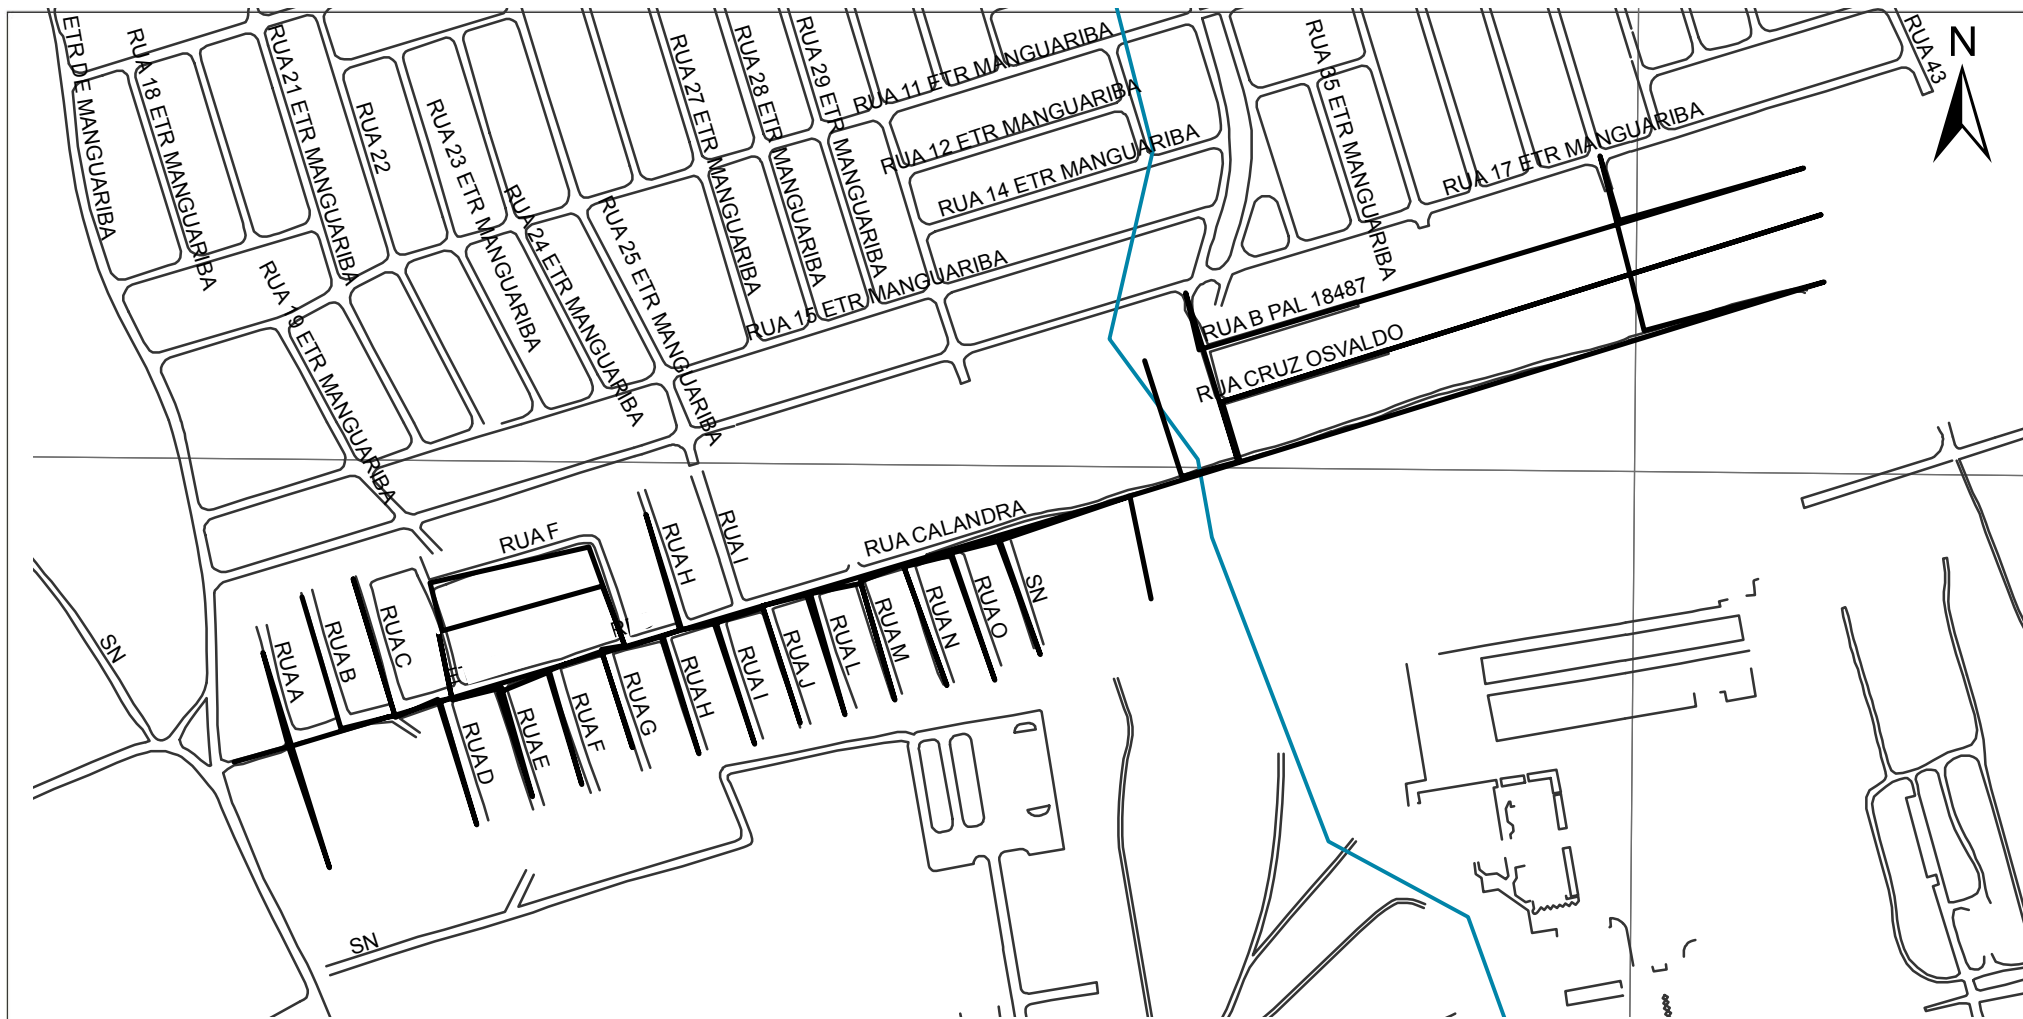 ETR DE MANGUARIBA
RUA 18 ETR MANGUARIBA
RUA 21 ETR MANGUARIBA
RUA 22
RUA 23 ETR MANGUARIBA
RUA 24 ETR MANGUARIBA
RUA 25 ETR MANGUARIBA
RUA 27 ETR MANGUARIBA
RUA 28 ETR MANGUARIBA
RUA 29 ETR MANGUARIBA
RUA 11 ETR MANGUARIBA
RUA 12 ETR MANGUARIBA
RUA 14 ETR MANGUARIBA
RUA 15 ETR MANGUARIBA
RUA 35 ETR MANGUARIBA
RUA 17 ETR MANGUARIBA
RUA 43
N
RUA 19 ETR MANGUARIBA
RUA B PAL 18487
RUA CRUZ OSVALDO
RUA CALANDRA
RUA F
RUA H
RUA I
SN
RUA A
RUA B
RUA C
RUA D
RUA E
RUA F
RUA G
RUA H
RUA I
RUA J
RUA L
RUA M
RUA N
RUA O
SN
SN